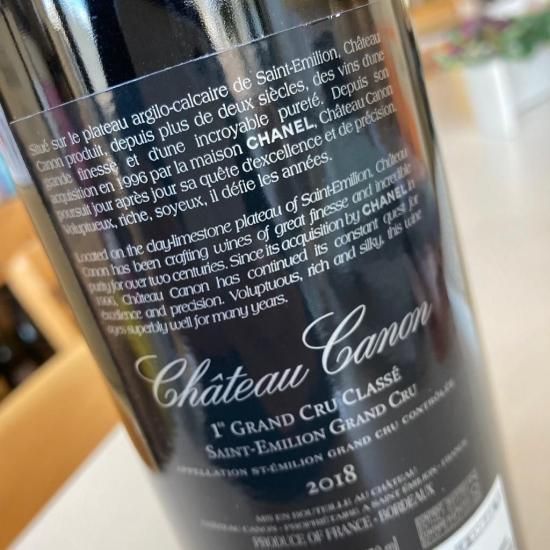 Situé sur le plateau argilo-calcaire de Saint-Emilion, Château
Canon produit, depuis plus de deux siècles, des vins d'une
grande finesse et d'une incroyable pureté. Depuis son
acquisition en 1996 par la maison CHANEL, Château Canon
poursuit jour après jour sa quête d'excellence et de précision.
Voluptueux, riche, soyeux, il défie les années.
Located on the clay-limestone plateau of Saint-Emilion, Château
Canon has been crafting wines of great finesse and incredible
purity for over two centuries. Since its acquisition by CHANEL in
1996, Château Canon has continued its constant quest for
excellence and precision. Voluptuous, rich and silky, this wine
ages superbly well for many years.
Château Canon
1er GRAND CRU CLASSÉ
SAINT-EMILION GRAND CRU
APPELLATION ST-ÉMILION GRAND CRU CONTRÔLÉE
2018
MIS EN BOUTEILLE AU CHÂTEAU
CHÂTEAU CANON - PROPRIÉTAIRE À SAINT EMILION - FRANCE
PRODUCE OF FRANCE - BORDEAUX